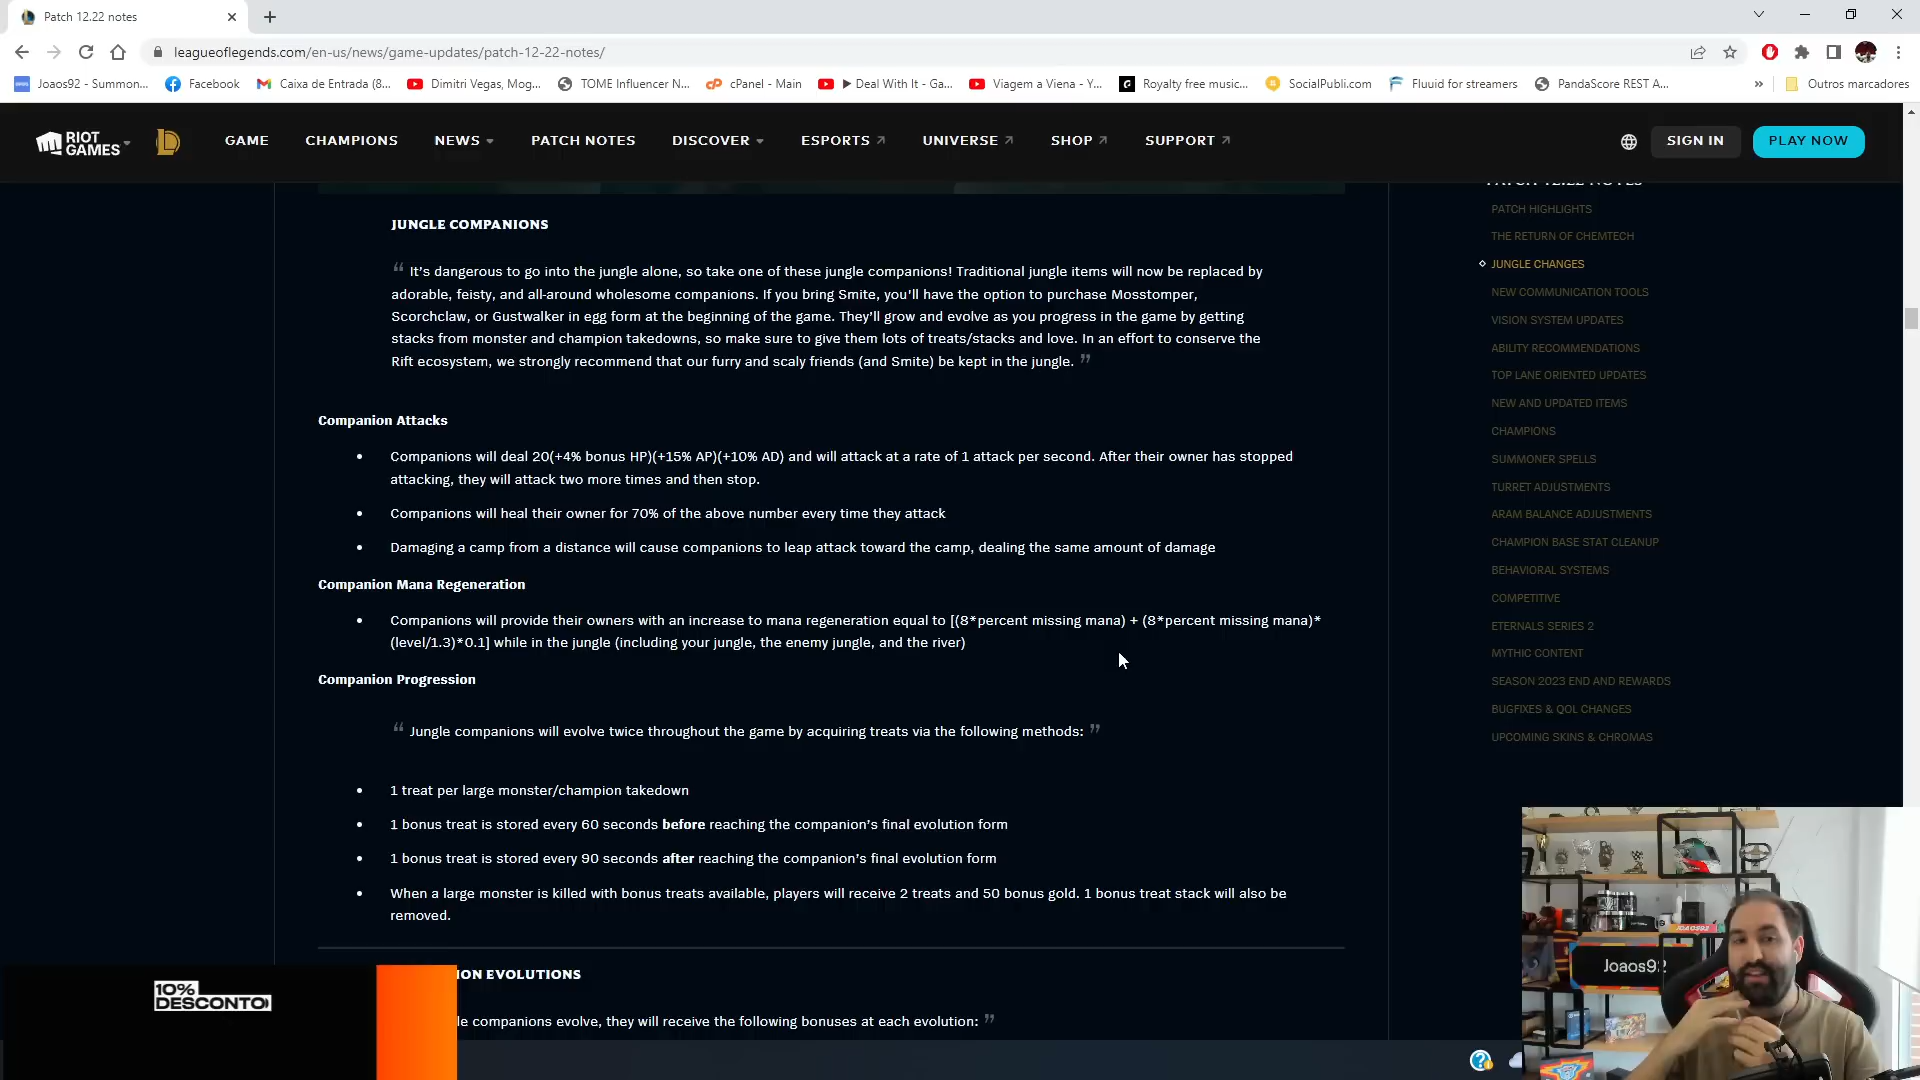 Patch 12.22 notes
leagueoflegends.com/en-us/news/game-updates/patch-12-22-notes/
Joaos92 - Summon...
Facebook
Caixa de Entrada (8...
Dimitri Vegas, Mog...
TOME Influencer N...
cPanel - Main
▶ Deal With It - Ga...
Viagem a Viena - Y...
Royalty free music...
SocialPubli.com
Fluuid for streamers
PandaScore REST A...
»
Outros marcadores
RIOT GAMES
GAME
CHAMPIONS
NEWS
PATCH NOTES
DISCOVER
ESPORTS
UNIVERSE
SHOP
SUPPORT
SIGN IN
PLAY NOW
JUNGLE COMPANIONS
“ It’s dangerous to go into the jungle alone, so take one of these jungle companions! Traditional jungle items will now be replaced by
adorable, feisty, and all-around wholesome companions. If you bring Smite, you’ll have the option to purchase Mosstomper,
Scorchclaw, or Gustwalker in egg form at the beginning of the game. They’ll grow and evolve as you progress in the game by getting
stacks from monster and champion takedowns, so make sure to give them lots of treats/stacks and love. In an effort to conserve the
Rift ecosystem, we strongly recommend that our furry and scaly friends (and Smite) be kept in the jungle. ”
Companion Attacks
• Companions will deal 20(+4% bonus HP)(+15% AP)(+10% AD) and will attack at a rate of 1 attack per second. After their owner has stopped
attacking, they will attack two more times and then stop.
• Companions will heal their owner for 70% of the above number every time they attack
• Damaging a camp from a distance will cause companions to leap attack toward the camp, dealing the same amount of damage
Companion Mana Regeneration
• Companions will provide their owners with an increase to mana regeneration equal to [(8*percent missing mana) + (8*percent missing mana)*
(level/1.3)*0.1] while in the jungle (including your jungle, the enemy jungle, and the river)
Companion Progression
“ Jungle companions will evolve twice throughout the game by acquiring treats via the following methods: ”
• 1 treat per large monster/champion takedown
• 1 bonus treat is stored every 60 seconds before reaching the companion’s final evolution form
• 1 bonus treat is stored every 90 seconds after reaching the companion’s final evolution form
• When a large monster is killed with bonus treats available, players will receive 2 treats and 50 bonus gold. 1 bonus treat stack will also be
removed.
ION EVOLUTIONS
le companions evolve, they will receive the following bonuses at each evolution: ”
PATCH 12.22 NOTES
PATCH HIGHLIGHTS
THE RETURN OF CHEMTECH
JUNGLE CHANGES
NEW COMMUNICATION TOOLS
VISION SYSTEM UPDATES
ABILITY RECOMMENDATIONS
TOP LANE ORIENTED UPDATES
NEW AND UPDATED ITEMS
CHAMPIONS
SUMMONER SPELLS
TURRET ADJUSTMENTS
ARAM BALANCE ADJUSTMENTS
CHAMPION BASE STAT CLEANUP
BEHAVIORAL SYSTEMS
COMPETITIVE
ETERNALS SERIES 2
MYTHIC CONTENT
SEASON 2023 END AND REWARDS
BUGFIXES & QOL CHANGES
UPCOMING SKINS & CHROMAS
10%
DESCONTO
JOAOS92
Joaos92